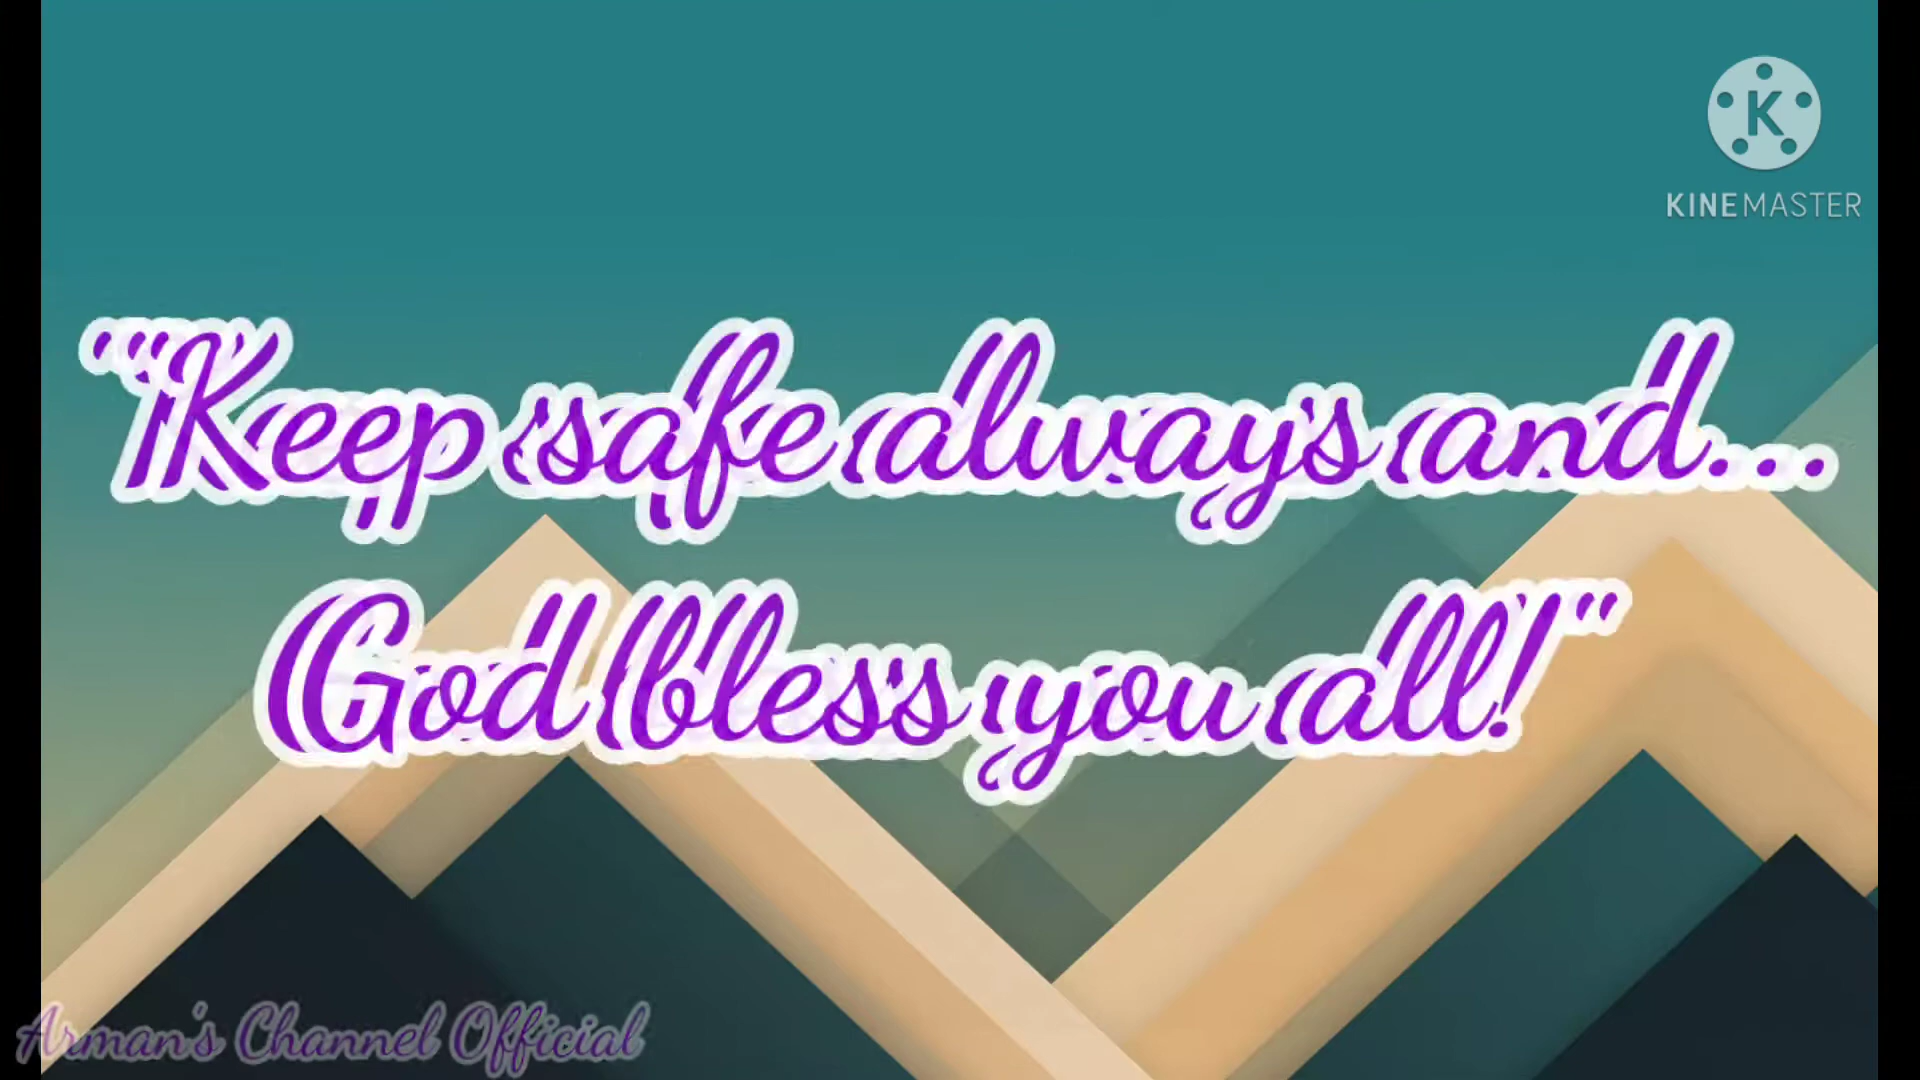 K
KINEMASTER
"Keep safe always and...
God bless you all!"
Arman's Channel Official